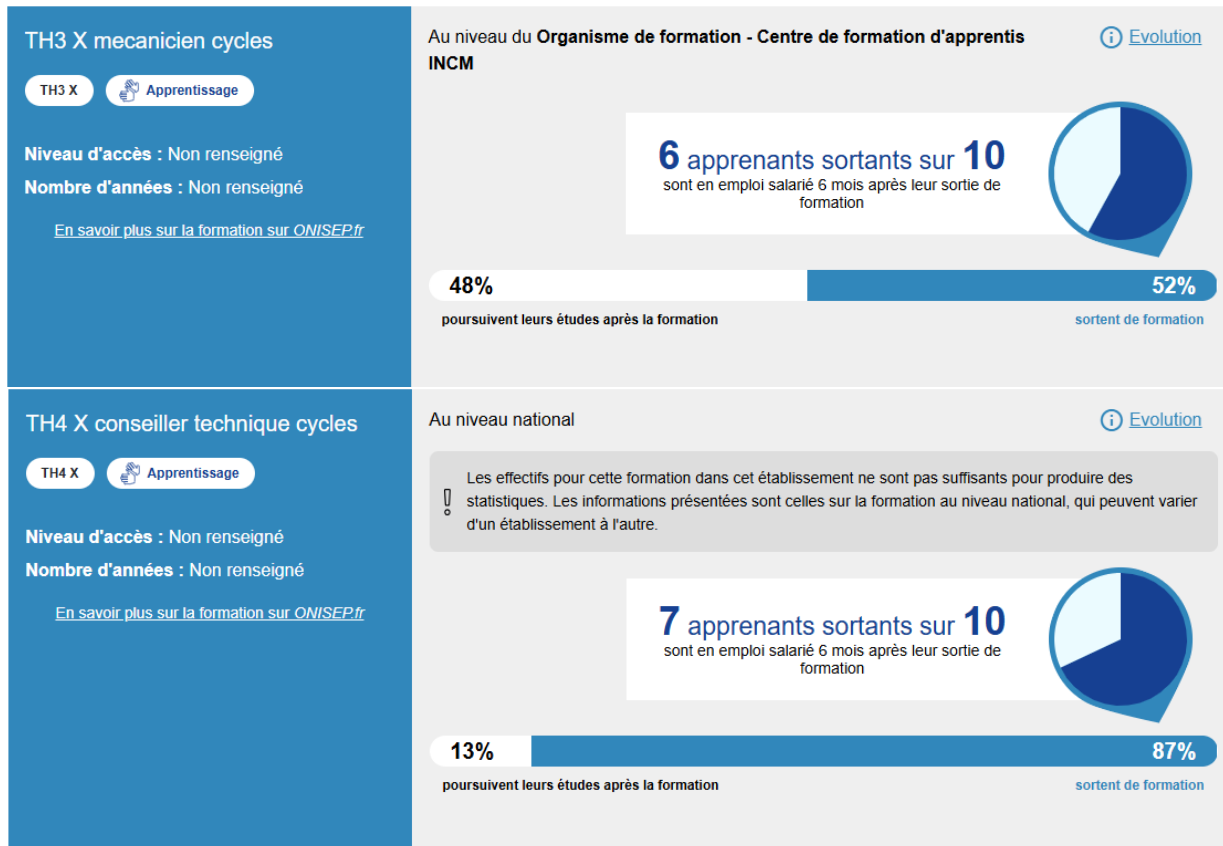 TH3 X mecanicien cycles
TH3 X
Apprentissage
Niveau d'accès : Non renseigné
Nombre d'années : Non renseigné
En savoir plus sur la formation sur ONISEP.fr
Au niveau du Organisme de formation - Centre de formation d'apprentis
INCM
Evolution
6 apprenants sortants sur 10
sont en emploi salarié 6 mois après leur sortie de
formation
48%
52%
poursuivent leurs études après la formation
sortent de formation
TH4 X conseiller technique cycles
TH4 X
Apprentissage
Niveau d'accès : Non renseigné
Nombre d'années : Non renseigné
En savoir plus sur la formation sur ONISEP.fr
Au niveau national
Evolution
Les effectifs pour cette formation dans cet établissement ne sont pas suffisants pour produire des
statistiques. Les informations présentées sont celles sur la formation au niveau national, qui peuvent varier
d'un établissement à l'autre.
7 apprenants sortants sur 10
sont en emploi salarié 6 mois après leur sortie de
formation
13%
87%
poursuivent leurs études après la formation
sortent de formation